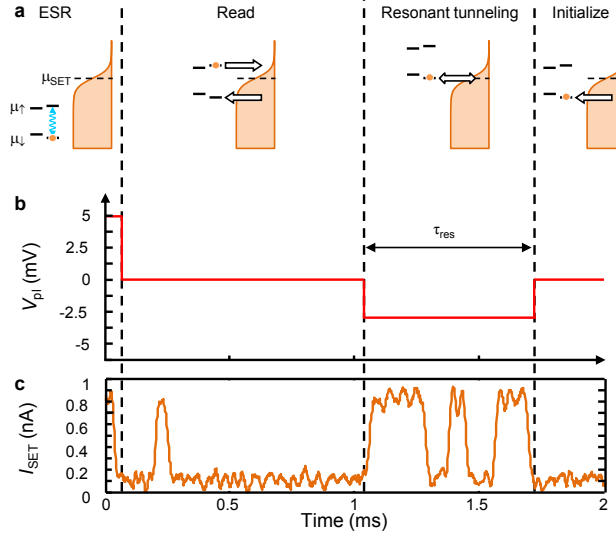 a ESR Read Resonant tunneling Initialize
μSET
μ↑
μ↓
b
5
2.5
0
-2.5
-5
Vpl (mV)
τres
c
1
0.8
0.6
0.4
0.2
0
ISET (nA)
0 0.5 1 1.5 2
Time (ms)